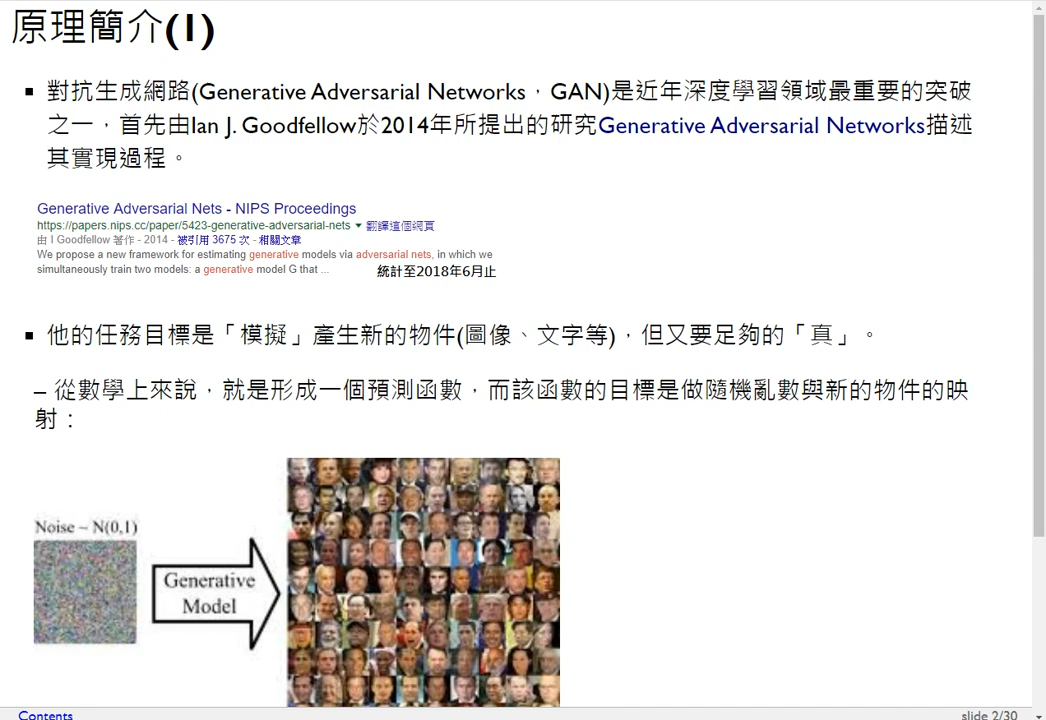 原理簡介(1)
▪ 對抗生成網路(Generative Adversarial Networks，GAN)是近年深度學習領域最重要的突破
之一，首先由Ian J. Goodfellow於2014年所提出的研究Generative Adversarial Networks描述
其實現過程。
Generative Adversarial Nets - NIPS Proceedings
https://papers.nips.cc/paper/5423-generative-adversarial-nets ▾ 翻譯這個網頁
由 I Goodfellow 著作 - 2014 - 被引用 3675 次 - 相關文章
We propose a new framework for estimating generative models via adversarial nets, in which we
simultaneously train two models: a generative model G that ...
統計至2018年6月止
▪ 他的任務目標是「模擬」產生新的物件(圖像、文字等)，但又要足夠的「真」。
– 從數學上來說，就是形成一個預測函數，而該函數的目標是做隨機亂數與新的物件的映
射：
Noise ~ N(0,1)
Generative
Model
Contents
slide 2/30